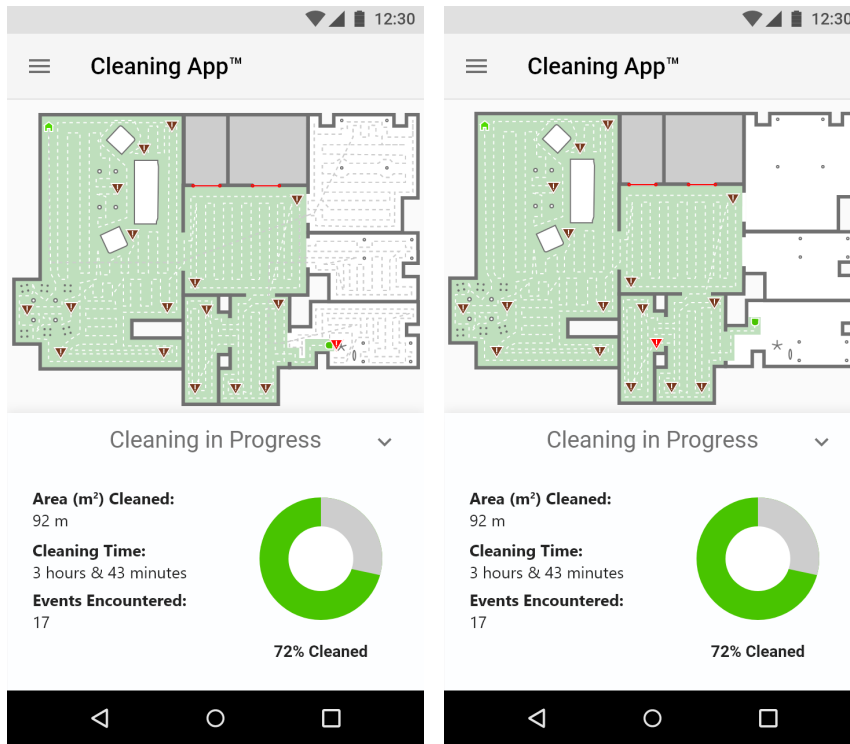 12:30
Cleaning App™
Cleaning in Progress
Area (m²) Cleaned:
92 m
Cleaning Time:
3 hours & 43 minutes
Events Encountered:
17
72% Cleaned
12:30
Cleaning App™
Cleaning in Progress
Area (m²) Cleaned:
92 m
Cleaning Time:
3 hours & 43 minutes
Events Encountered:
17
72% Cleaned